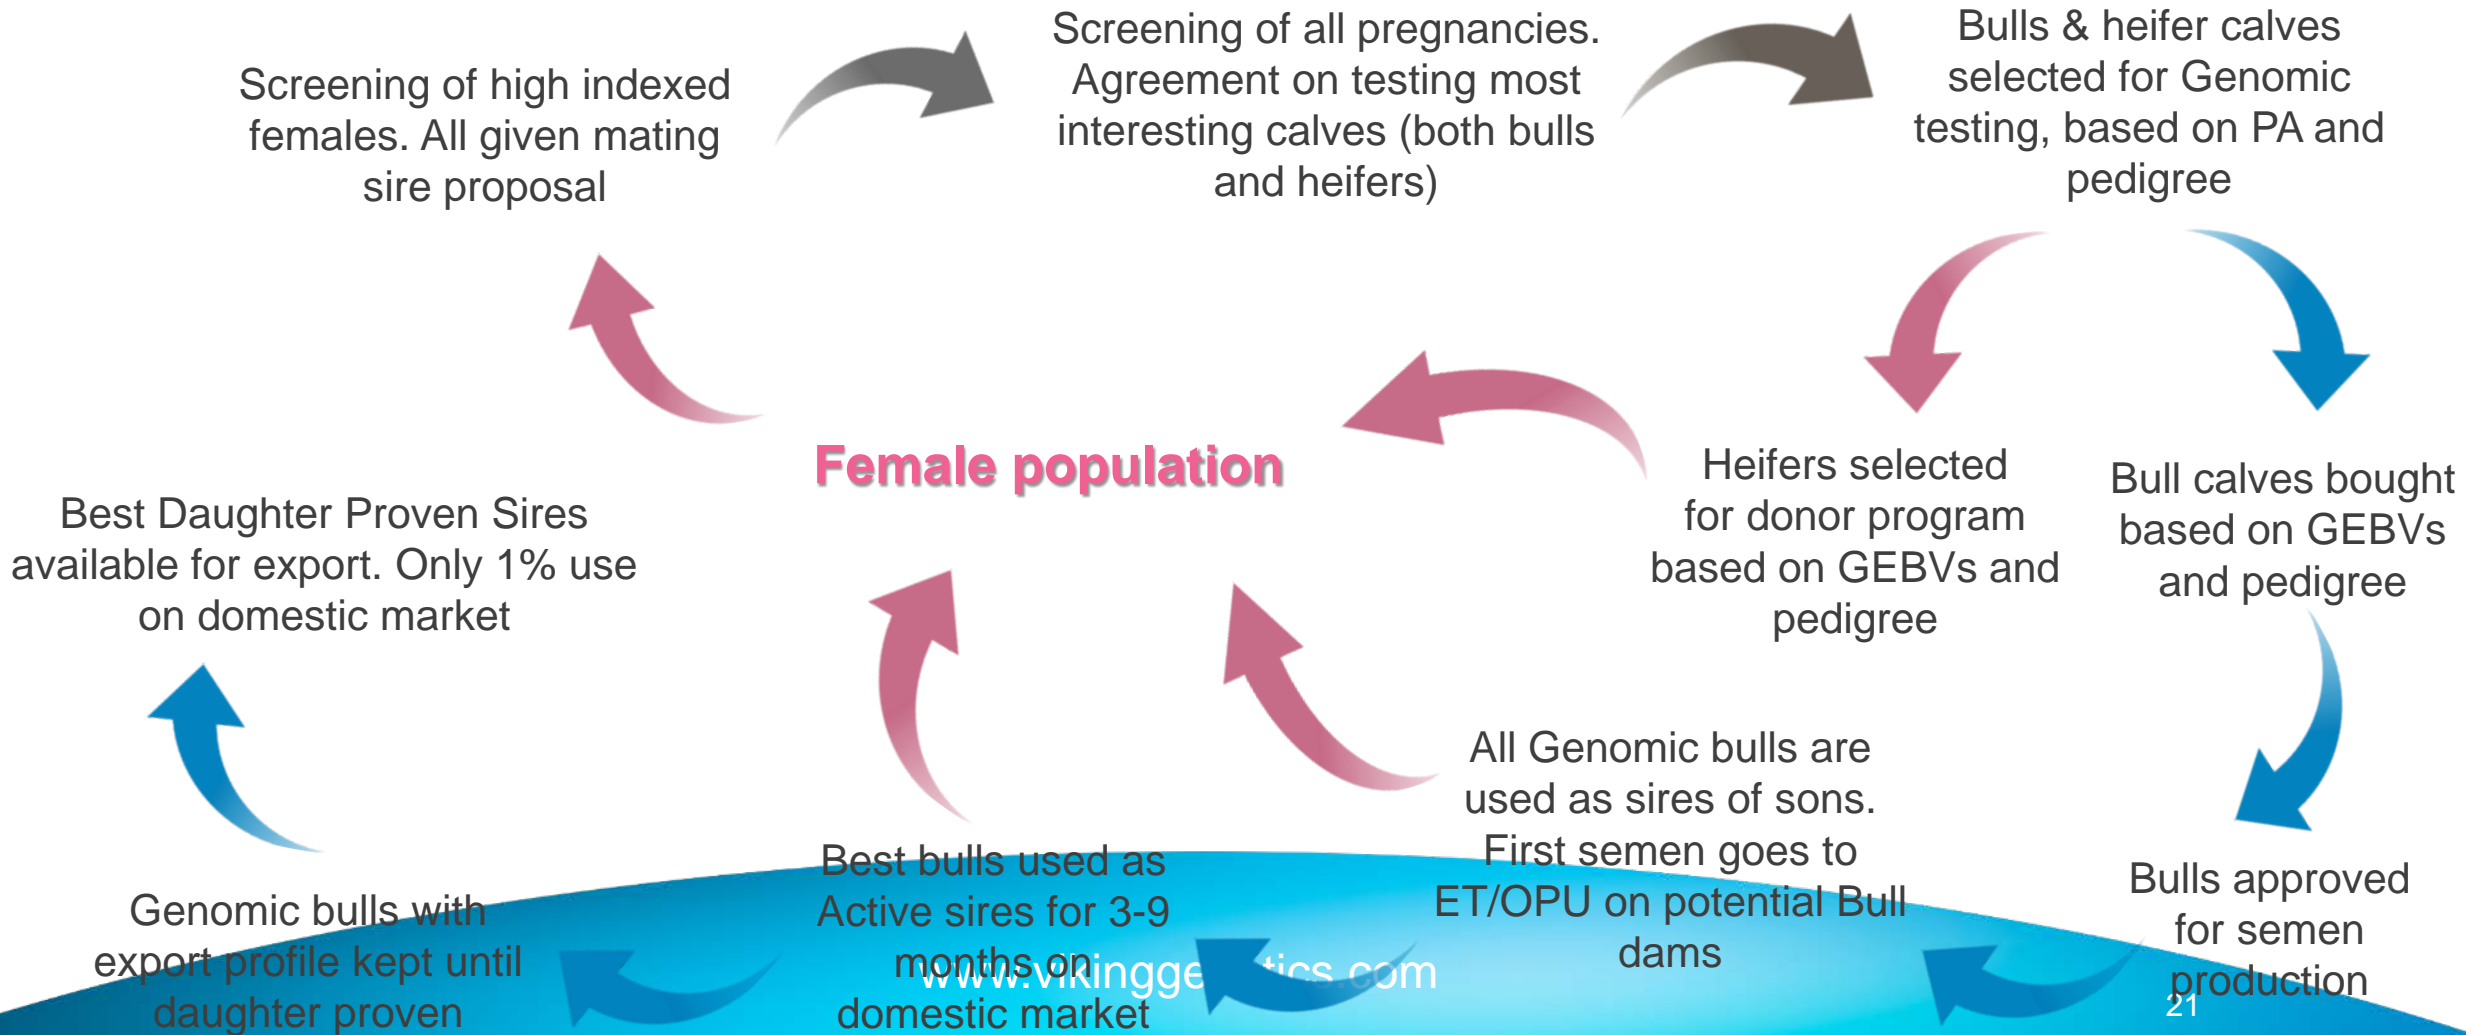 Screening of high indexed
females. All given mating
sire proposal
Screening of all pregnancies.
Agreement on testing most
interesting calves (both bulls
and heifers)
Bulls & heifer calves
selected for Genomic
testing, based on PA and
pedigree
Female population
Heifers selected
for donor program
based on GEBVs and
pedigree
Bull calves bought
based on GEBVs
and pedigree
Best Daughter Proven Sires
available for export. Only 1% use
on domestic market
All Genomic bulls are
used as sires of sons.
First semen goes to
ET/OPU on potential Bull
dams
Bulls approved
for semen
production
Best bulls used as
Active sires for 3-9
months on
domestic market
Genomic bulls with
export profile kept until
daughter proven
www.vikinggenetics.com
21